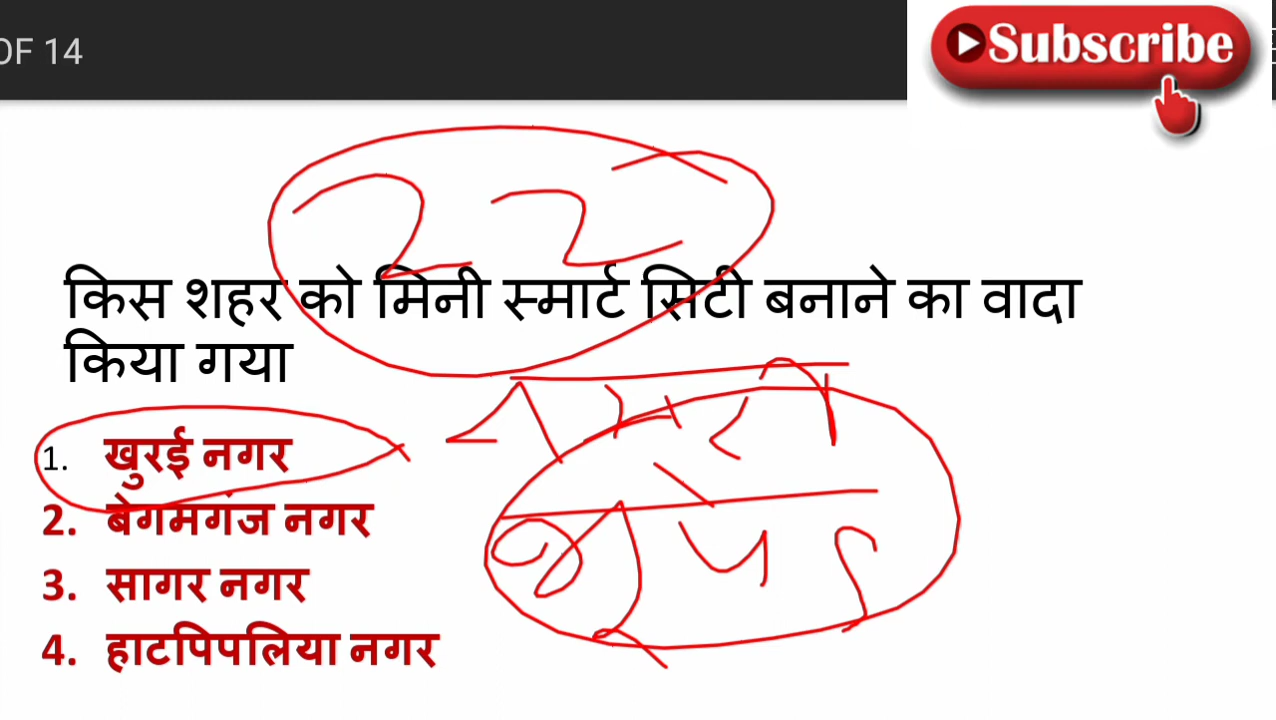 OF 14
Subscribe
22
किस शहर को मिनी स्मार्ट सिटी बनाने का वादा
किया गया
1. खुरई नगर
2. बेगमगंज नगर
3. सागर नगर
4. हाटपिपलिया नगर